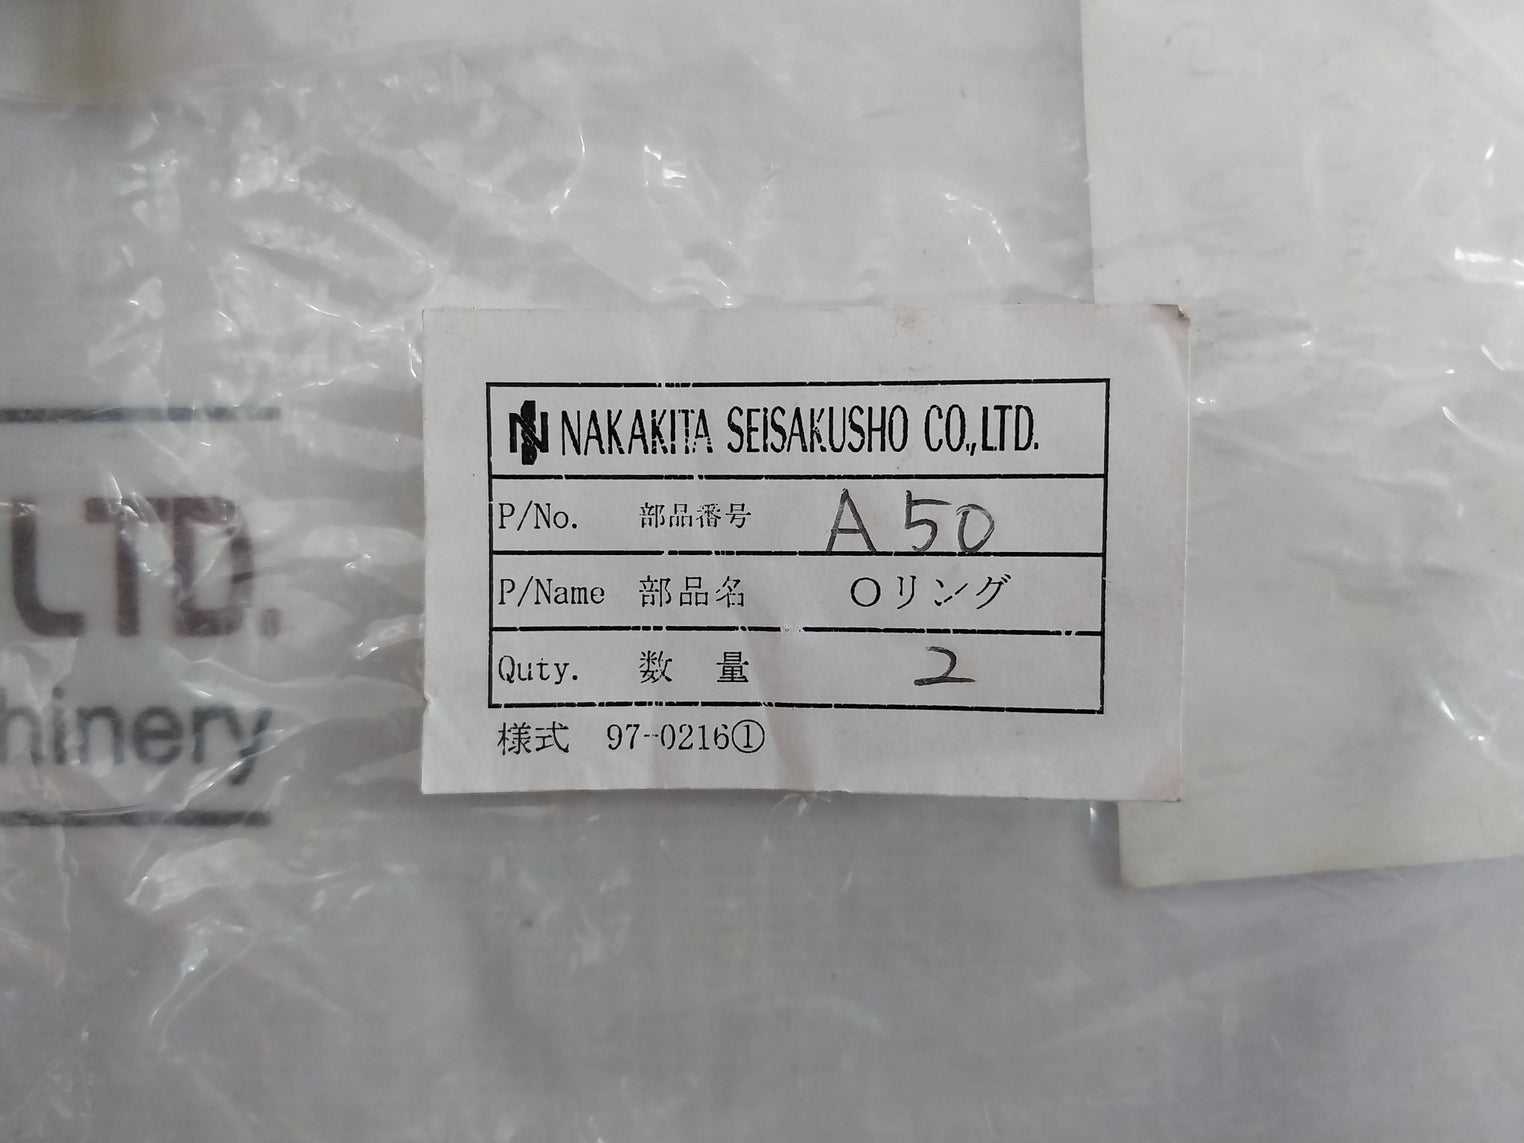 NAKAKITA SEISAKUSHO CO.,LTD.
P/No. 部品番号 A50
P/Name 部品名 Oリング
Quty. 数 量 2
様式 97-0216①
LTD.
hinery